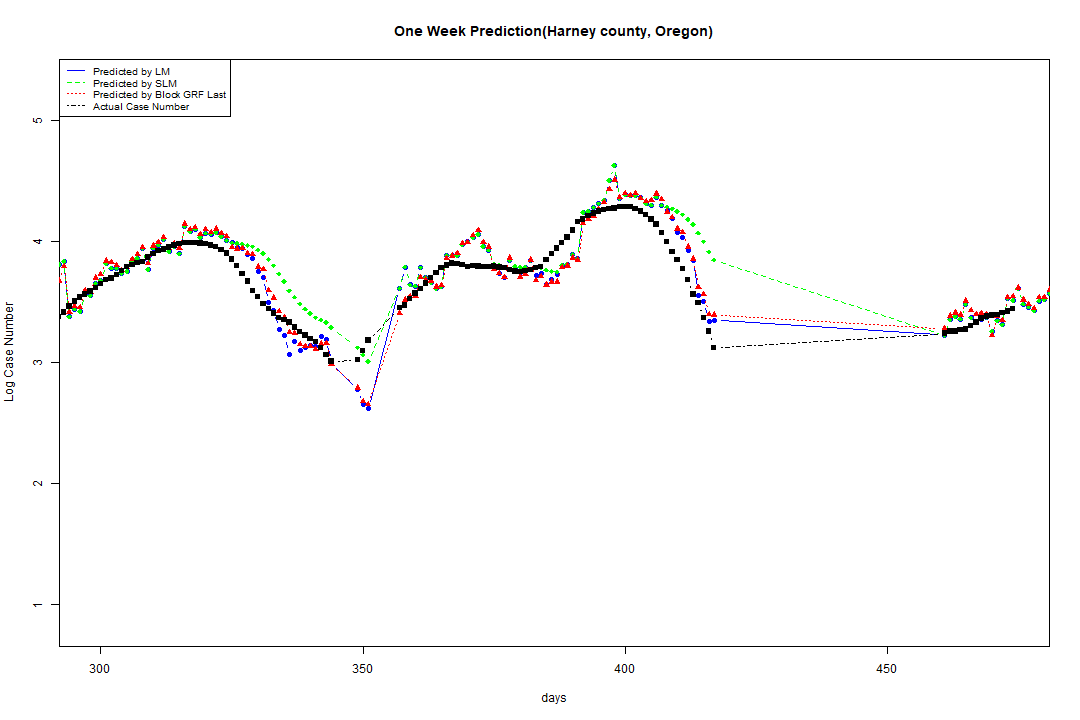 One Week Prediction(Harney county, Oregon)
Predicted by LM
Predicted by SLM
Predicted by Block GRF Last
Actual Case Number
5
4
3
2
1
Log Case Number
300 350 400 450
days